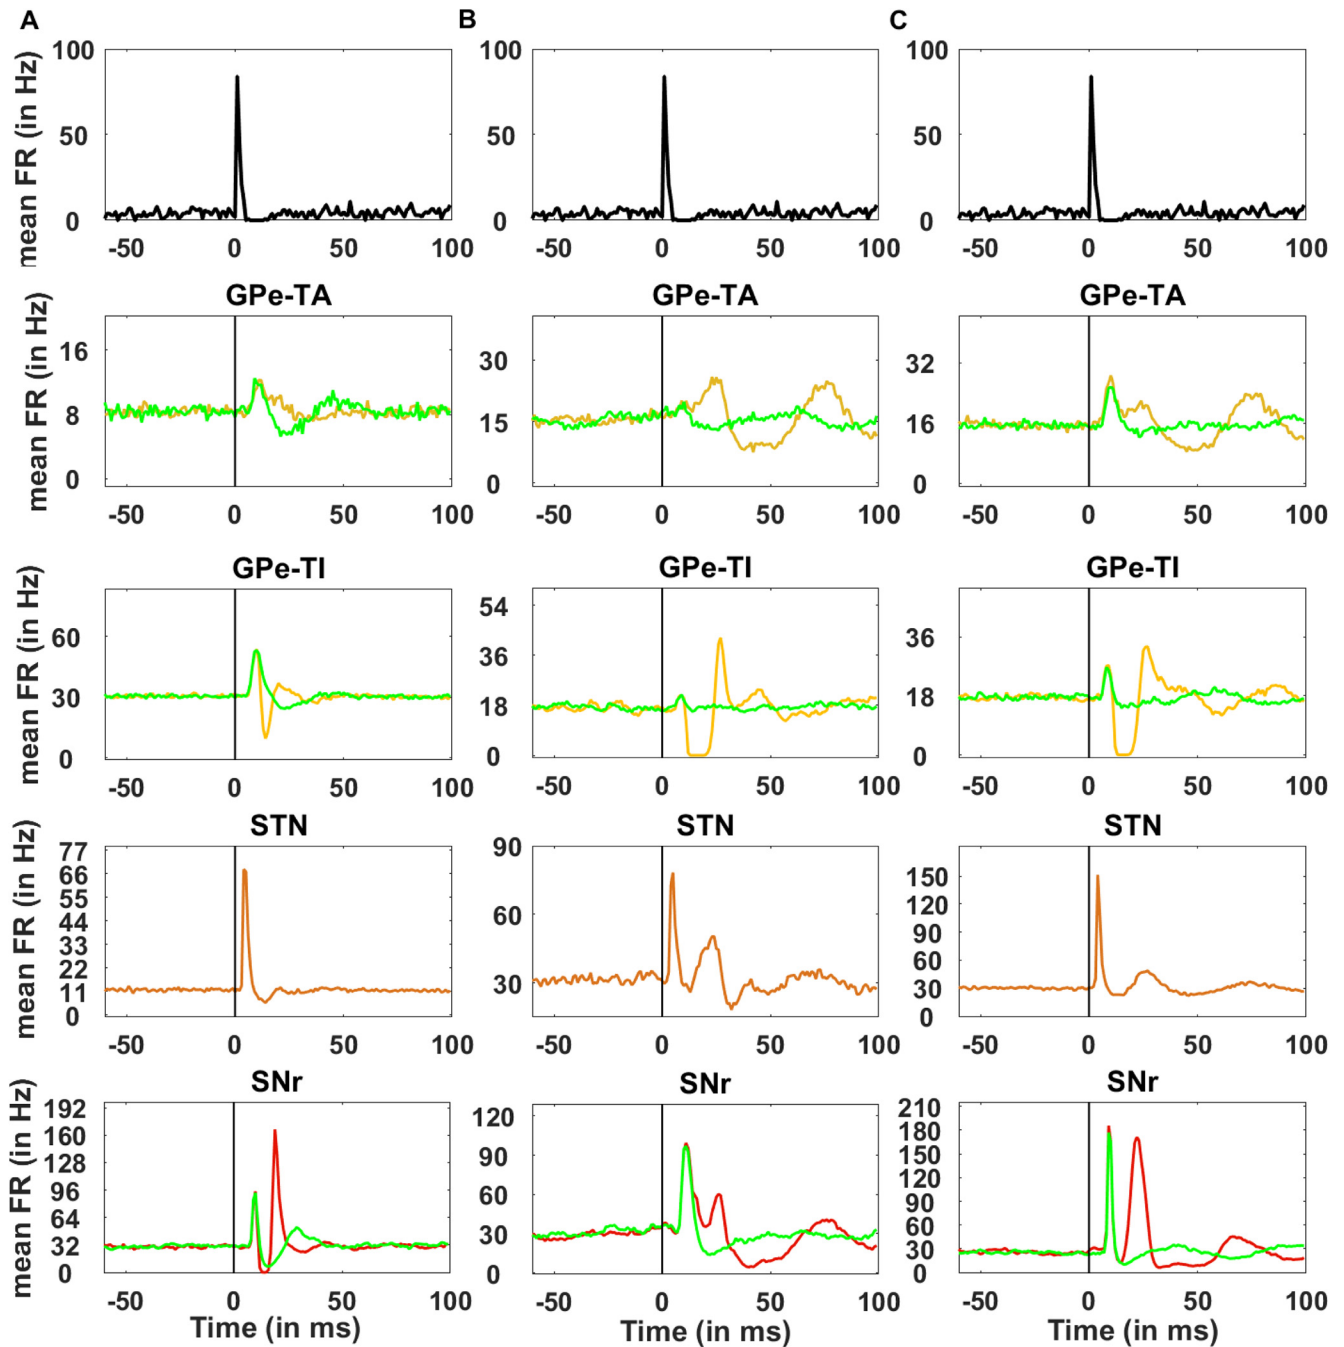 A B C
mean FR (in Hz)
100 100 100
50 50 50
0 0 0
-50 0 50 100 -50 0 50 100 -50 0 50 100
GPe-TA GPe-TA GPe-TA
mean FR (in Hz)
16 30 32
8 15 16
0 0 0
-50 0 50 100 -50 0 50 100 -50 0 50 100
GPe-TI GPe-TI GPe-TI
mean FR (in Hz)
60 54 36
30 36 18
0 18 0
0
-50 0 50 100 -50 0 50 100 -50 0 50 100
STN STN STN
mean FR (in Hz)
77 90 150
66 60 120
55 30 90
44 60
33 30
22 0
11
0
-50 0 50 100 -50 0 50 100 -50 0 50 100
SNr SNr SNr
mean FR (in Hz)
192 120 210
160 90 180
128 60 150
96 30 120
64 0 90
32 60
0 30
0
-50 0 50 100 -50 0 50 100 -50 0 50 100
Time (in ms) Time (in ms) Time (in ms)